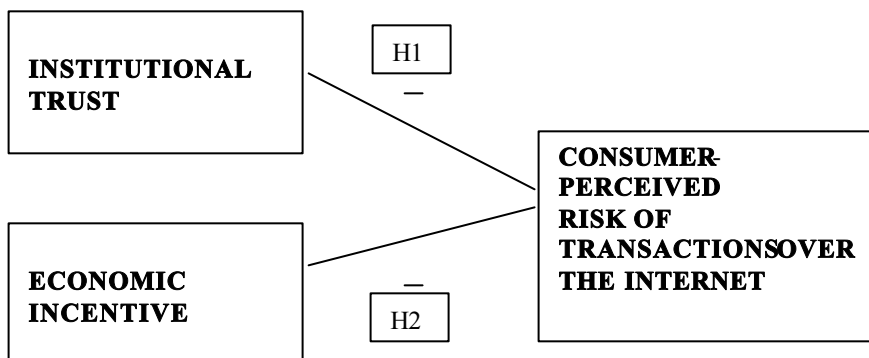 INSTITUTIONAL
TRUST
H1
–
CONSUMER-
PERCEIVED
RISK OF
TRANSACTIONSOVER
THE INTERNET
ECONOMIC
INCENTIVE
–
H2